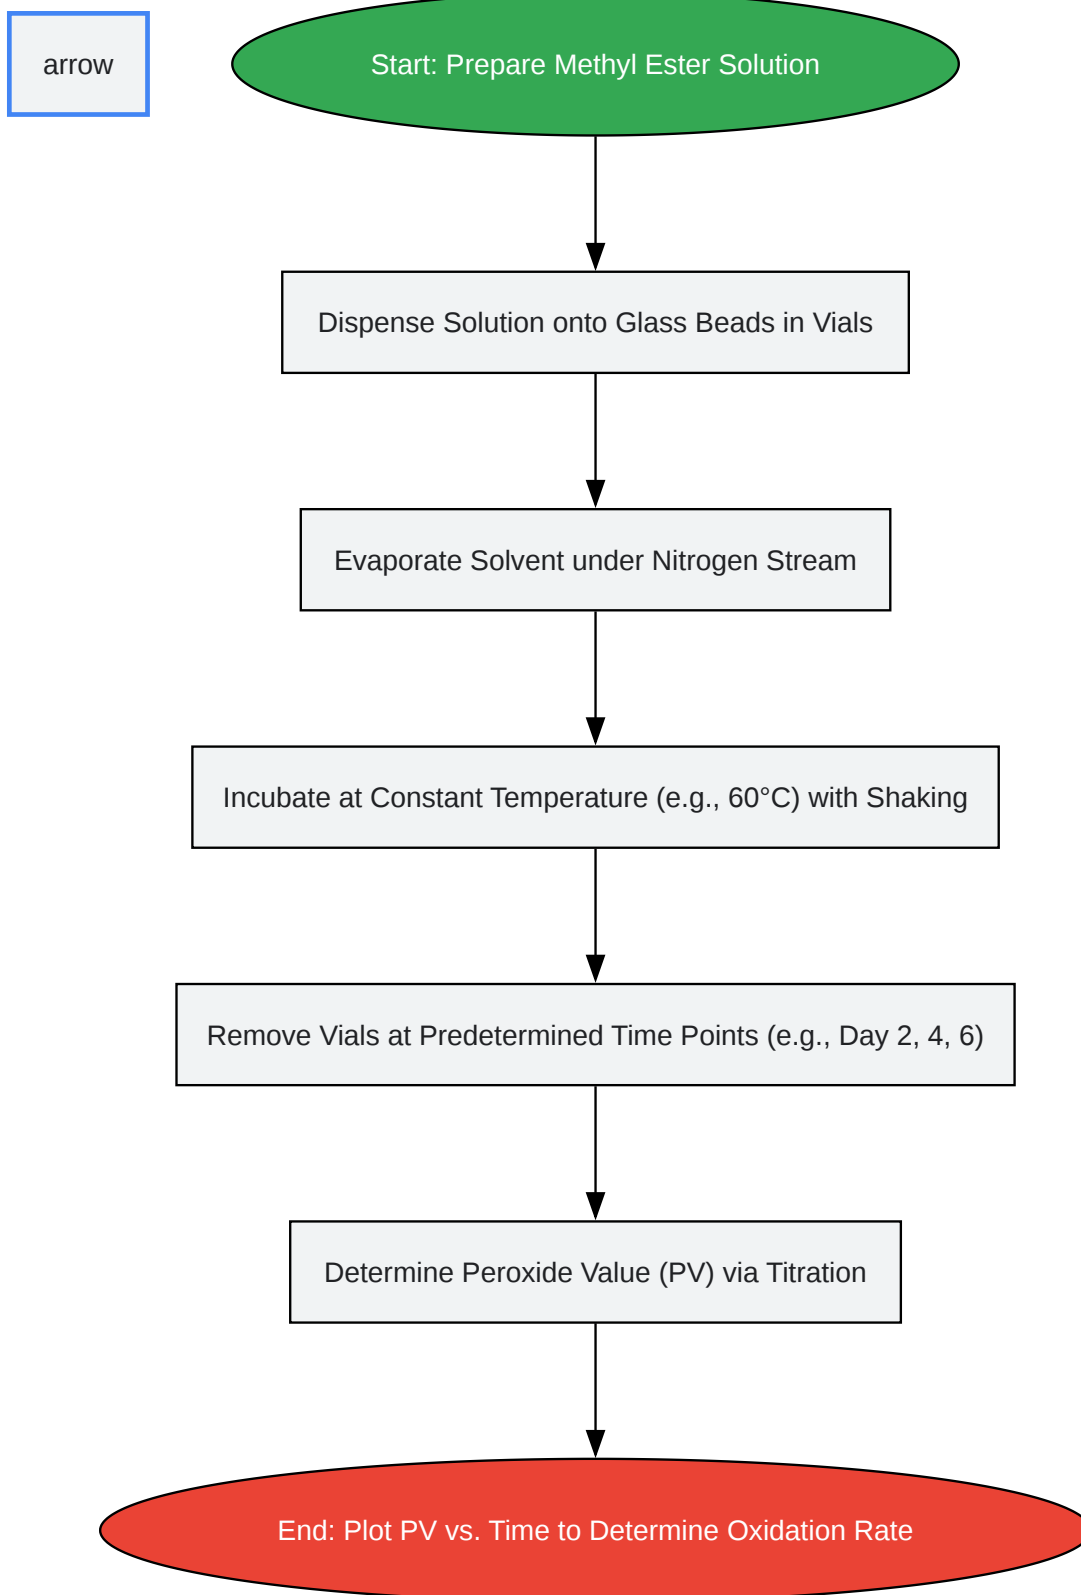 arrow
Start: Prepare Methyl Ester Solution
Dispense Solution onto Glass Beads in Vials
Evaporate Solvent under Nitrogen Stream
Incubate at Constant Temperature (e.g., 60°C) with Shaking
Remove Vials at Predetermined Time Points (e.g., Day 2, 4, 6)
Determine Peroxide Value (PV) via Titration
End: Plot PV vs. Time to Determine Oxidation Rate